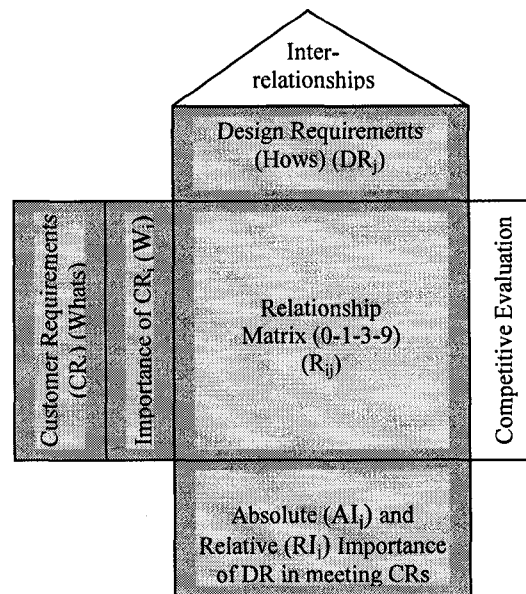 Inter-
relationships
Design Requirements
(Hows) (DRj)
Customer Requirements
(CRi) (Whats)
Importance of CRi (Wi)
Relationship
Matrix (0-1-3-9)
(Rij)
Competitive Evaluation
Absolute (AIj) and
Relative (RIj) Importance
of DR in meeting CRs